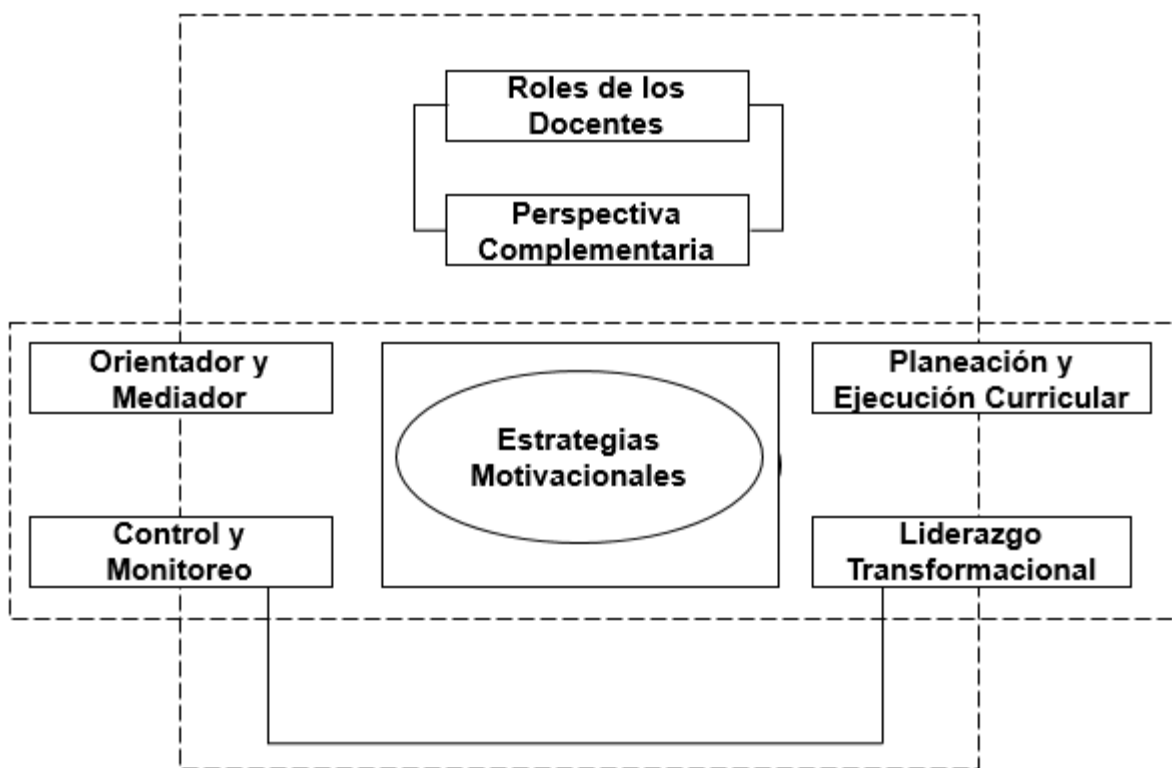 Roles de los
Docentes
Perspectiva
Complementaria
Orientador y
Mediador
Estrategias
Motivacionales
Planeación y
Ejecución Curricular
Control y
Monitoreo
Liderazgo
Transformacional